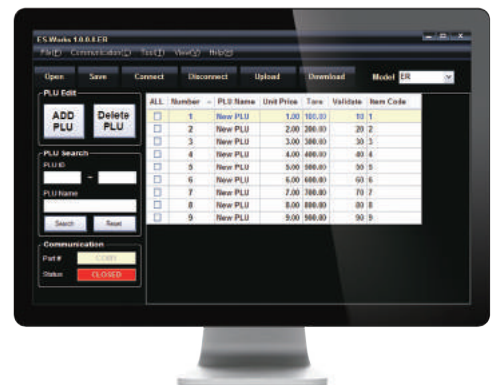 ES Works 1.0.0.4 ER
File(F) Communication(C) Tool(T) View(V) Help(H)
Open Save Connect Disconnect Upload Download Model ER
PLU Edit
ADD PLU Delete PLU
ALL Number PLU Name Unit Price Tare Validate Item Code
1 New PLU 1.00 100.00 10 1
2 New PLU 2.00 200.00 20 2
3 New PLU 3.00 300.00 30 3
4 New PLU 4.00 400.00 40 4
5 New PLU 5.00 500.00 50 5
6 New PLU 6.00 600.00 60 6
7 New PLU 7.00 700.00 70 7
8 New PLU 8.00 800.00 80 8
9 New PLU 9.00 900.00 90 9
PLU Search
PLU ID
~
PLU Name
Search Reset
Communication
Port #
Status CLOSED